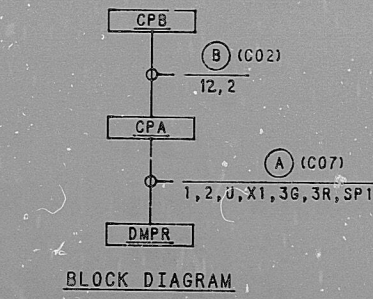 CPB
B (C02)
12,2
CPA
A (C07)
1,2,U,X1,3G,3R,SP1
DMPR
BLOCK DIAGRAM